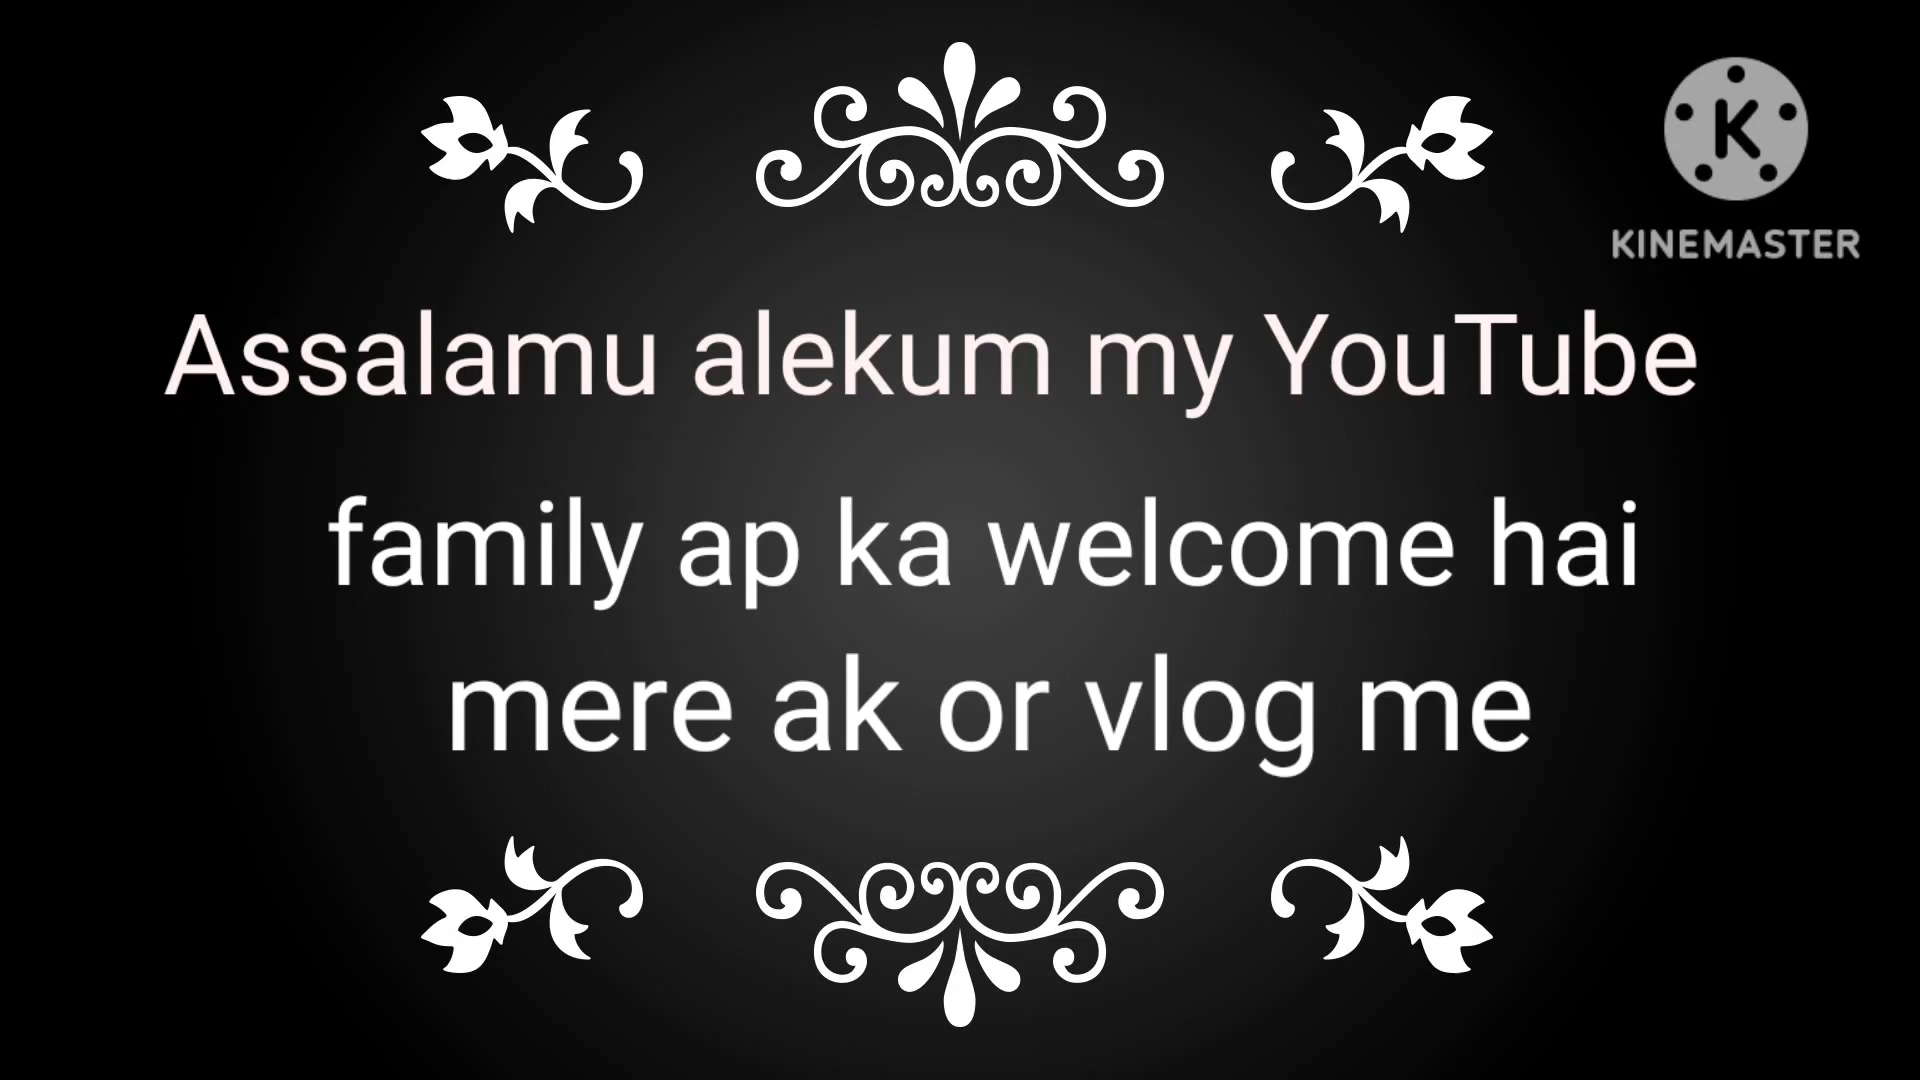 K
KINEMASTER
Assalamu alekum my YouTube
family ap ka welcome hai
mere ak or vlog me